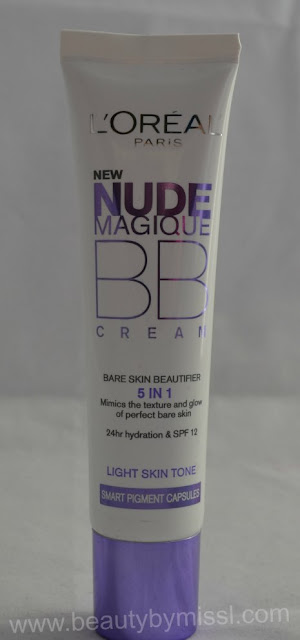 L'ORÉAL
PARIS
NEW
NUDE
MAGIQUE
BB
CREAM
BARE SKIN BEAUTIFIER
5 IN 1
Mimics the texture and glow
of perfect bare skin
24hr hydration & SPF 12
LIGHT SKIN TONE
SMART PIGMENT CAPSULES
www.beautybymissl.com